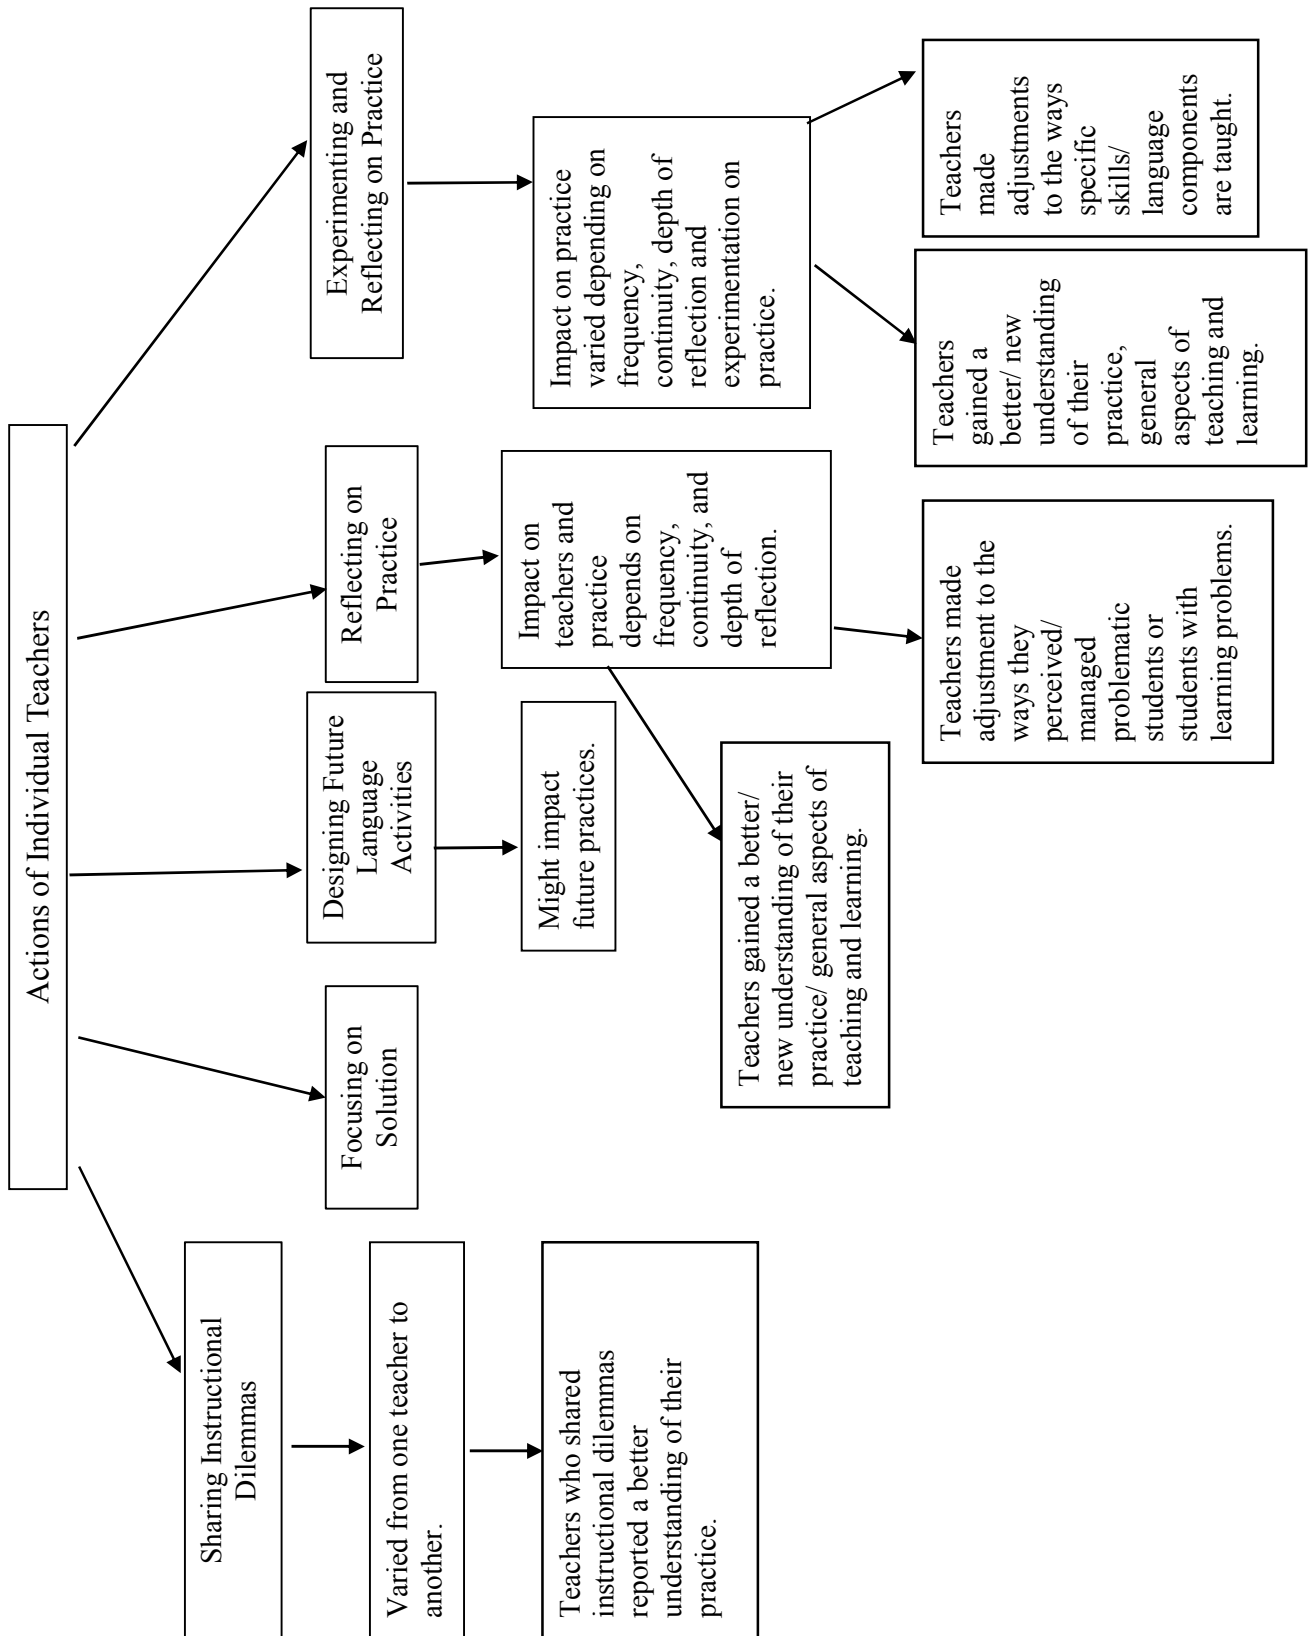 Actions of Individual Teachers
Sharing Instructional
Dilemmas
Varied from one teacher to
another.
Teachers who shared
instructional dilemmas
reported a better
understanding of their
practice.
Focusing on
Solution
Designing Future
Language
Activities
Might impact
future practices.
Reflecting on
Practice
Impact on
teachers and
practice
depends on
frequency,
continuity, and
depth of
reflection.
Teachers gained a better/
new understanding of their
practice/ general aspects of
teaching and learning.
Teachers made
adjustment to the
ways they
perceived/
managed
problematic
students or
students with
learning problems.
Experimenting and
Reflecting on Practice
Impact on practice
varied depending on
frequency,
continuity, depth of
reflection and
experimentation on
practice.
Teachers
gained a
better/ new
understanding
of their
practice,
general
aspects of
teaching and
learning.
Teachers
made
adjustments
to the ways
specific
skills/
language
components
are taught.